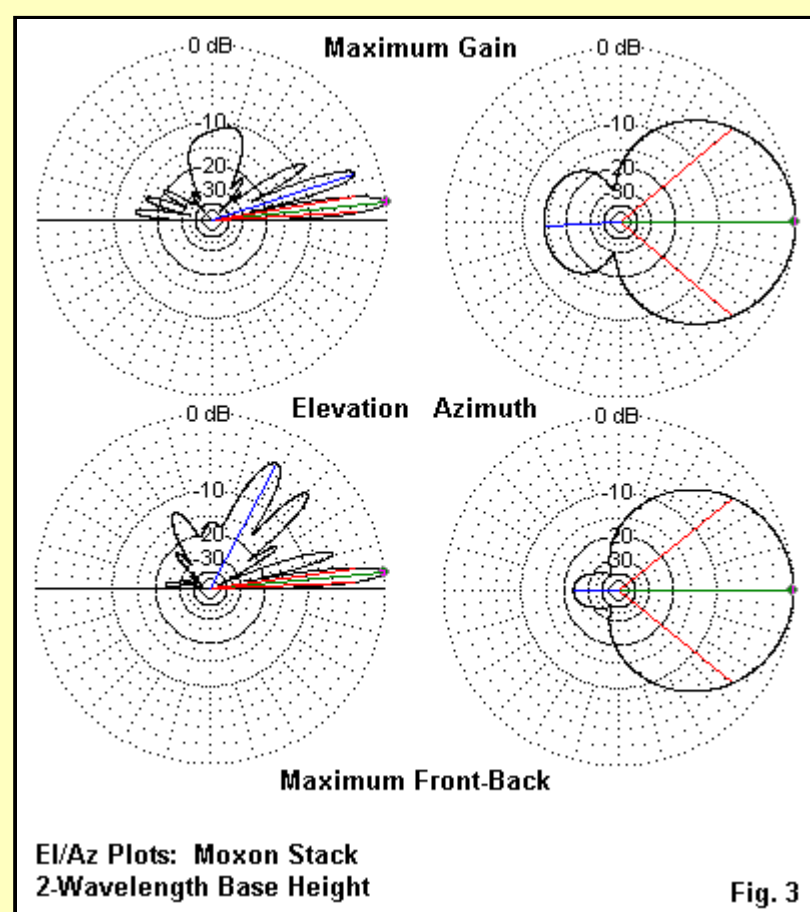 0 dB Maximum Gain 0 dB
-10 -10
20 20
30 30
Elevation Azimuth
0 dB 0 dB
-10 -10
20 -20
30 -30
Maximum Front-Back
El/Az Plots: Moxon Stack
2-Wavelength Base Height
Fig. 3